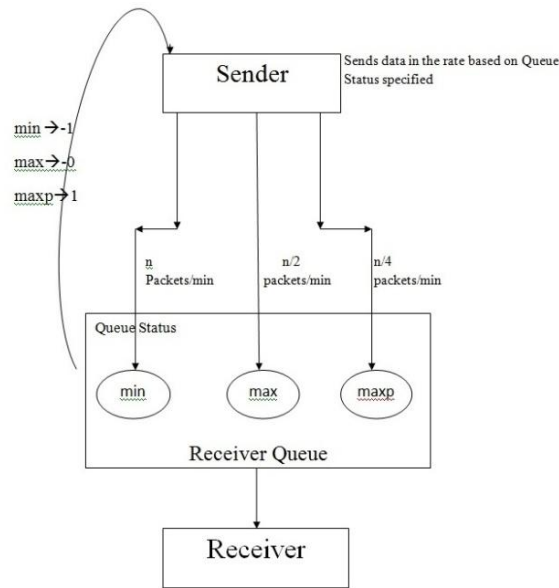 Sender
Sends data in the rate based on Queue
Status specified
min→-1
max→-0
maxp→1
n
Packets/min
n/2
packets/min
n/4
packets/min
Queue Status
min
max
maxp
Receiver Queue
Receiver